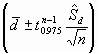 (d̄ ± t_{0.975}^{n-1} Ŝ_d / √n)